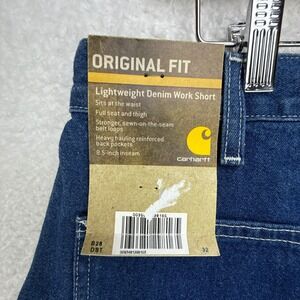 ORIGINAL FIT
Lightweight Denim Work Short
Sits at the waist
Full seat and thigh
Stronger, sewn-on-the-seam
belt loops
Heavy hauling reinforced
back pockets
8.5-inch inseam
carhartt
DST
32